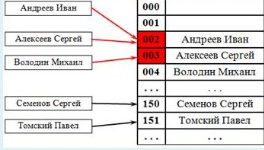 Андреев Иван
Алексеев Сергей
Володин Михаил
Семенов Сергей
Томский Павел
000
001
002 Андреев Иван
003 Алексеев Сергей
004 Володин Михаил
... ...
150 Семенов Сергей
151 Томский Павел
... ...